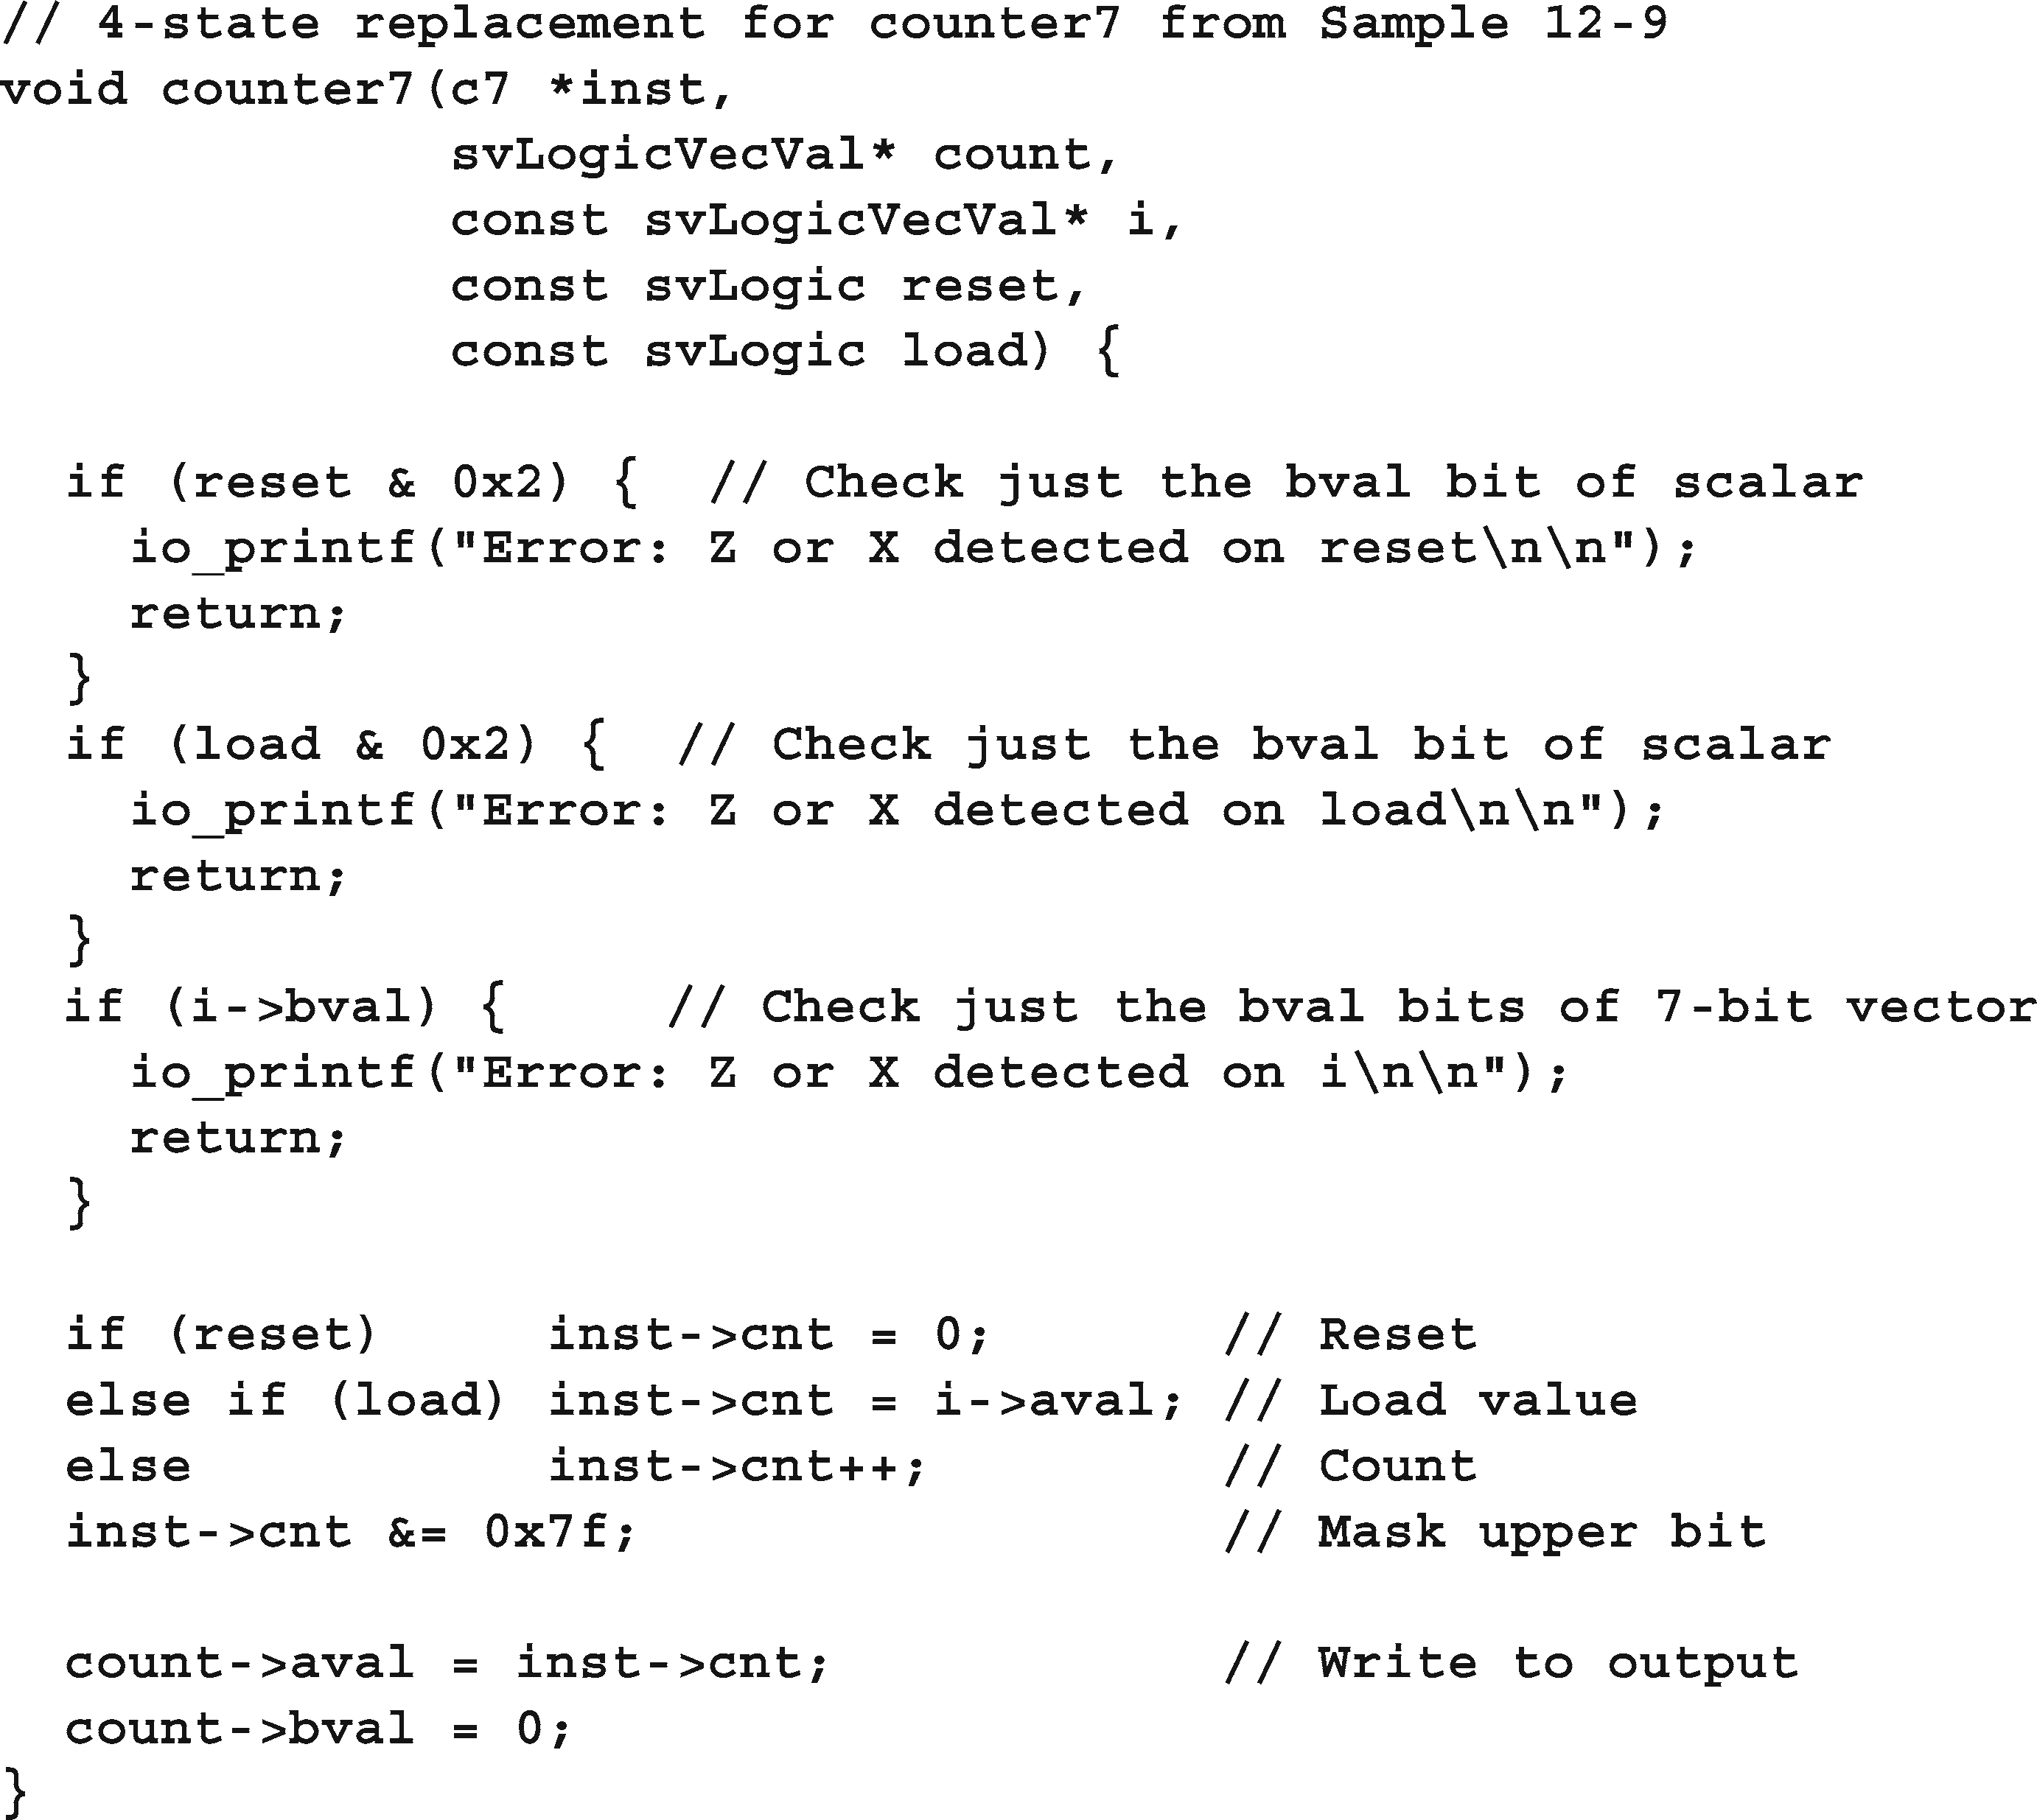 // 4-state replacement for counter7 from Sample 12-9
void counter7(c7 *inst,
              svLogicVecVal* count,
              const svLogicVecVal* i,
              const svLogic reset,
              const svLogic load) {

  if (reset & 0x2) {  // Check just the bval bit of scalar
    io_printf("Error: Z or X detected on reset\n\n");
    return;
  }
  if (load & 0x2) {  // Check just the bval bit of scalar
    io_printf("Error: Z or X detected on load\n\n");
    return;
  }
  if (i->bval) {     // Check just the bval bits of 7-bit vector
    io_printf("Error: Z or X detected on i\n\n");
    return;
  }

  if (reset)     inst->cnt = 0;       // Reset
  else if (load) inst->cnt = i->aval; // Load value
  else           inst->cnt++;         // Count
  inst->cnt &= 0x7f;                  // Mask upper bit

  count->aval = inst->cnt;            // Write to output
  count->bval = 0;
}